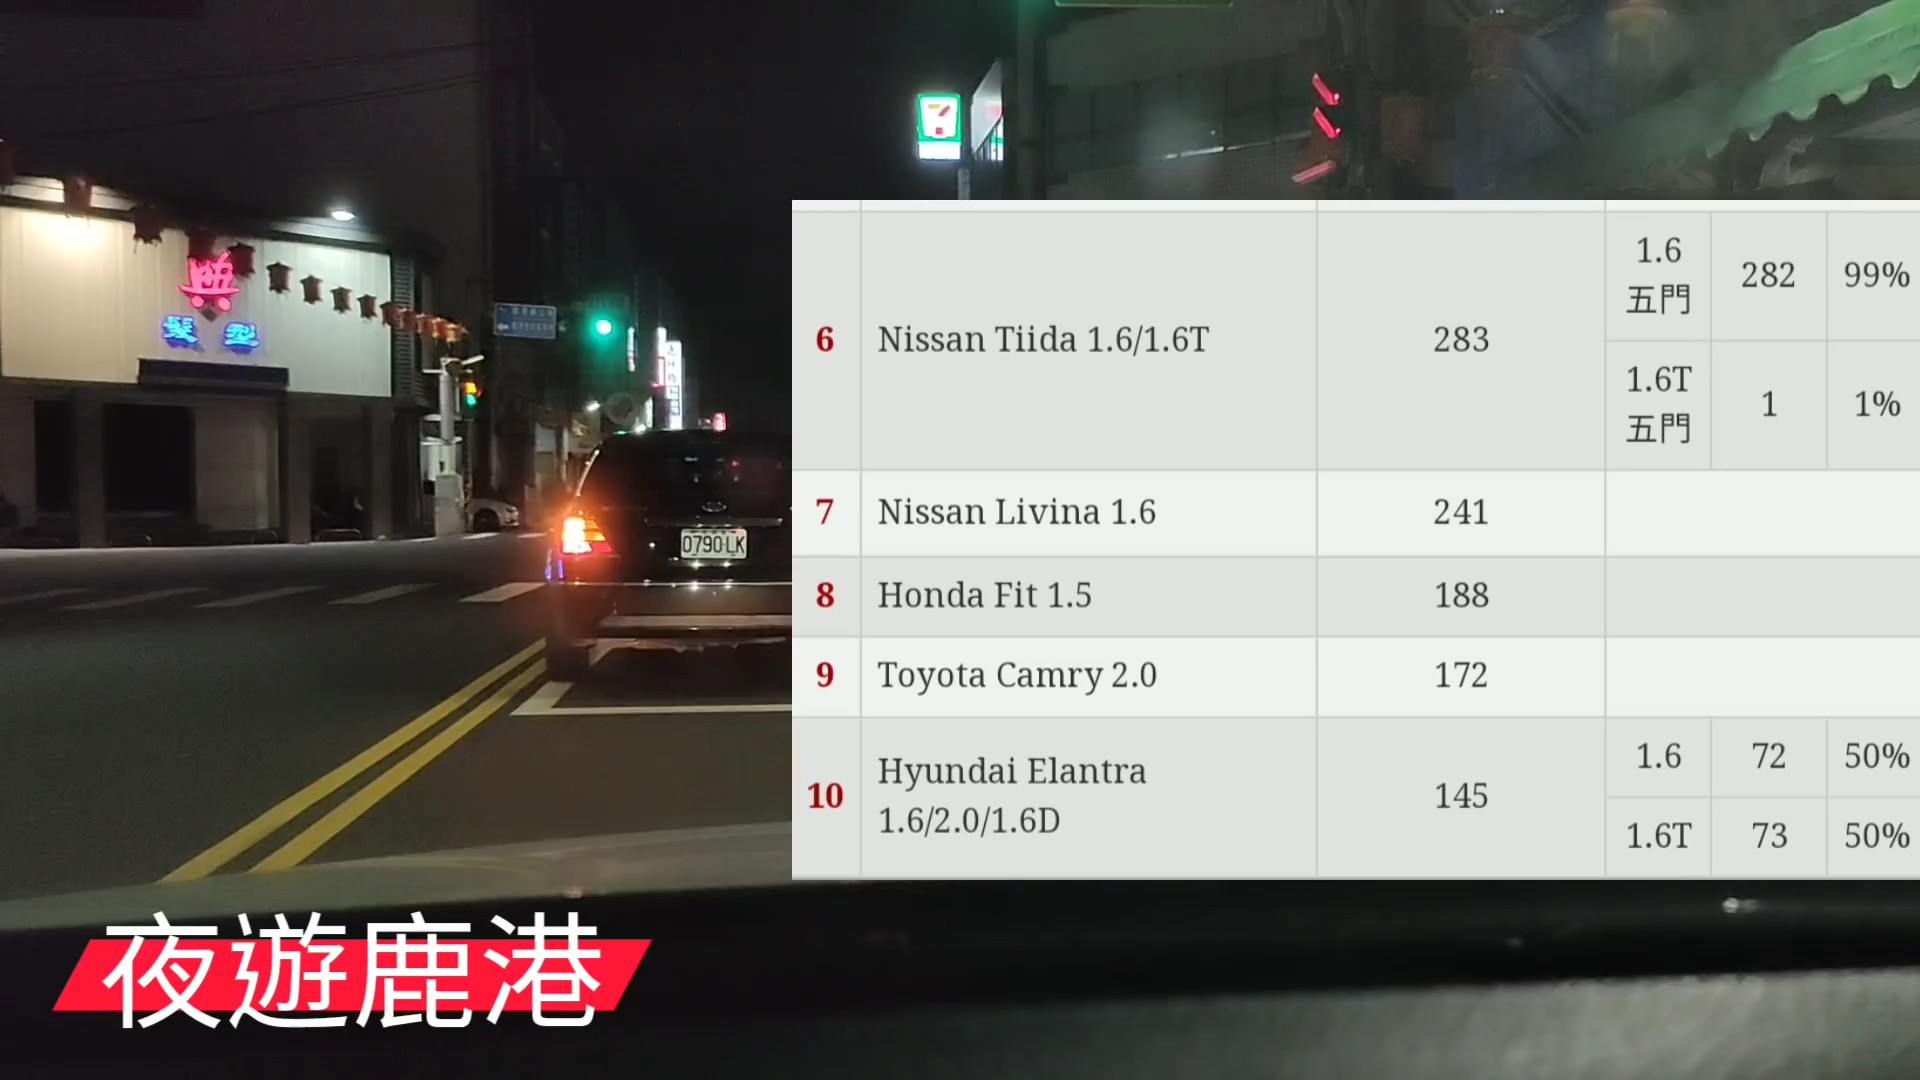 7
髮型
0790·LK
6 Nissan Tiida 1.6/1.6T 283 1.6 五門 282 99%
1.6T 五門 1 1%
7 Nissan Livina 1.6 241
8 Honda Fit 1.5 188
9 Toyota Camry 2.0 172
10 Hyundai Elantra 1.6/2.0/1.6D 145 1.6 72 50%
1.6T 73 50%
夜遊鹿港